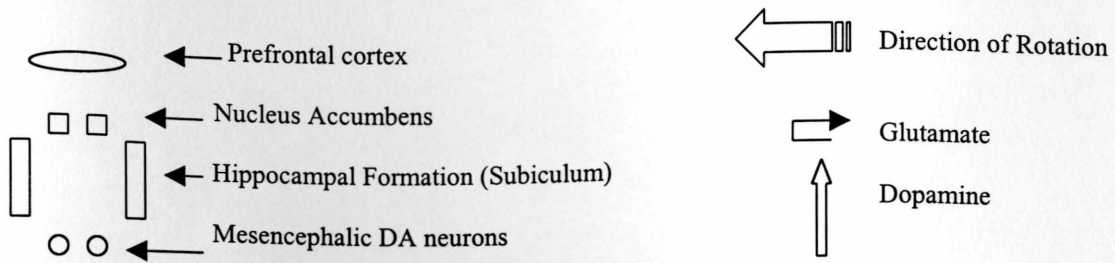 Prefrontal cortex
Nucleus Accumbens
Hippocampal Formation (Subiculum)
Mesencephalic DA neurons
Direction of Rotation
Glutamate
Dopamine